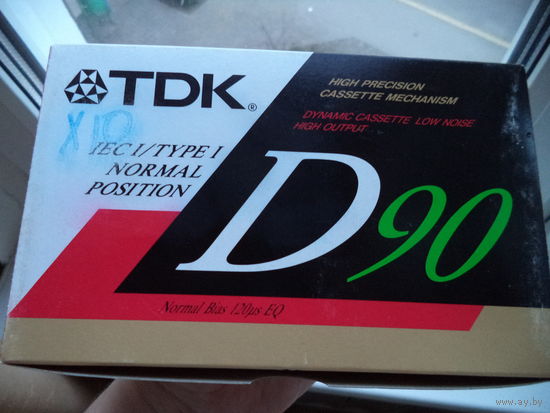 TDK®
X10
IEC I/TYPE I
NORMAL
POSITION
HIGH PRECISION
CASSETTE MECHANISM
DYNAMIC CASSETTE LOW NOISE
HIGH OUTPUT
D90
Normal Bias 120µs EQ
www.ay.by